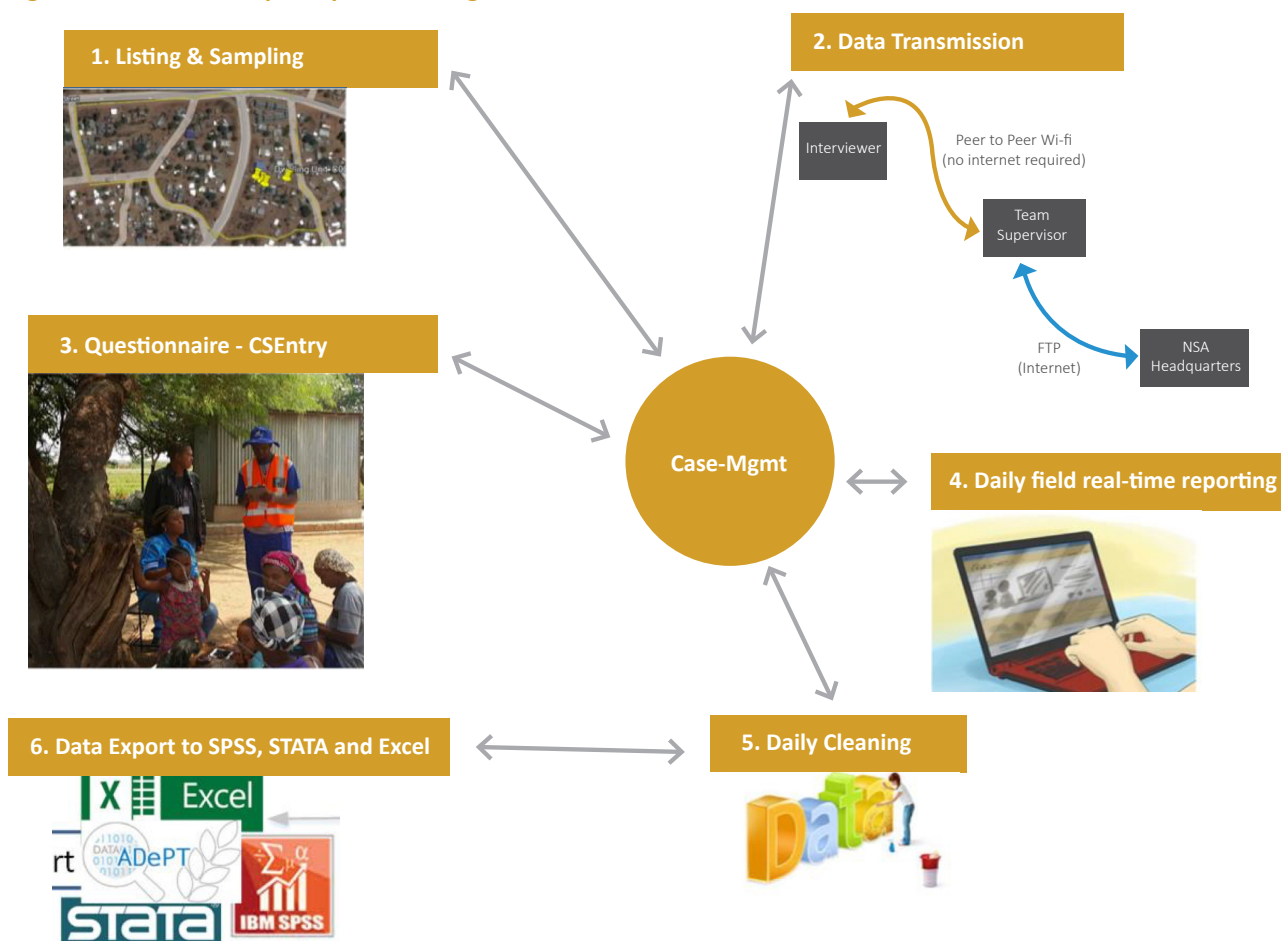 1. Listing & Sampling
2. Data Transmission
Interviewer
Peer to Peer Wi-fi
(no internet required)
Team
Supervisor
FTP
(Internet)
NSA
Headquarters
3. Questionnaire - CSEntry
Case-Mgmt
4. Daily field real-time reporting
5. Daily Cleaning
Data
6. Data Export to SPSS, STATA and Excel
X Excel
rt
ADePT
STATA
IBM SPSS